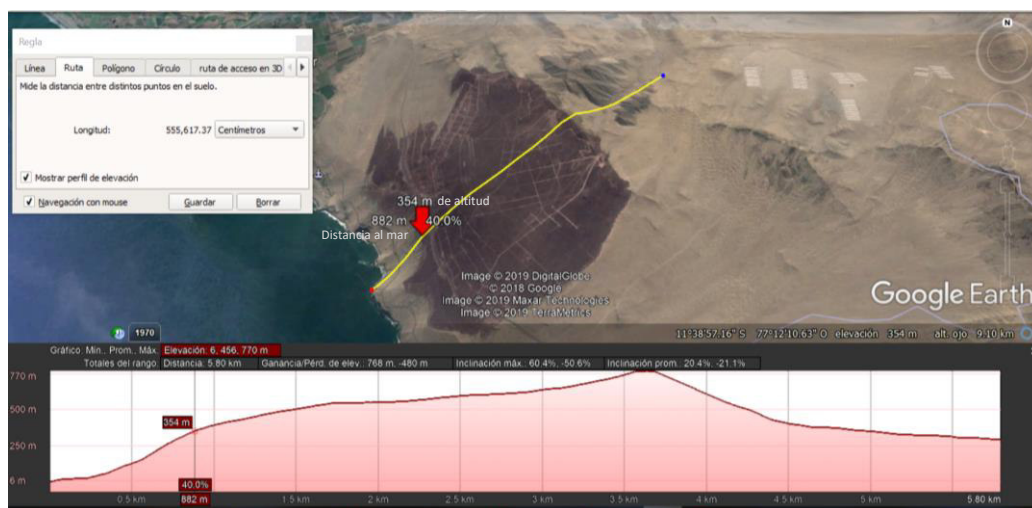 Regla
Línea Ruta Polígono Círculo ruta de acceso en 3D
Mide la distancia entre distintos puntos en el suelo.
Longitud: 555,617.37 Centímetros
Mostrar perfil de elevación
Navegación con mouse Guardar Borrar
N
354 m de altitud
882 m 40.0%
Distancia al mar
Image © 2019 DigitalGlobe
© 2018 Google
Image © 2019 Maxar Technologies
Image © 2019 TerraMetrics
Google Earth
1970
11°38'57.16" S 77°12'10.63" O elevación 354 m alt. ojo 9.10 km
Gráfico: Mín., Prom., Máx. Elevación: 6, 456, 770 m
Totales del rango: Distancia: 5.80 km Ganancia/Pérd. de elev.: 768 m, -480 m Inclinación máx.: 60.4%, -50.6% Inclinación prom.: 20.4%, -21.1%
770 m
500 m
354 m
250 m
6 m
40.0%
0.5 km 882 m 1.5 km 2 km 2.5 km 3 km 3.5 km 4 km 4.5 km 5 km 5.80 km